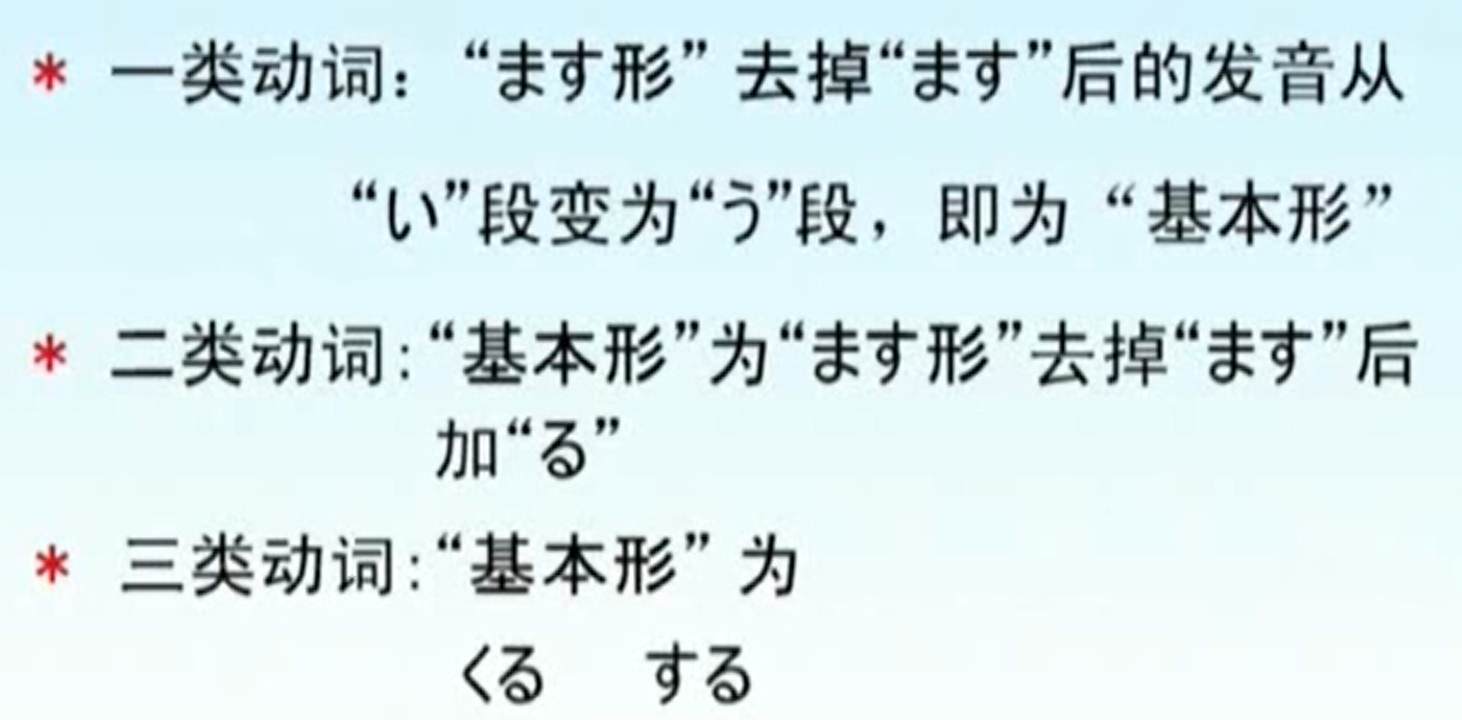 * 一类动词：“ます形” 去掉“ます”后的发音从
“い”段变为“う”段，即为 “基本形”
* 二类动词:“基本形”为“ます形”去掉“ます”后
加“る”
* 三类动词:“基本形” 为
くる する